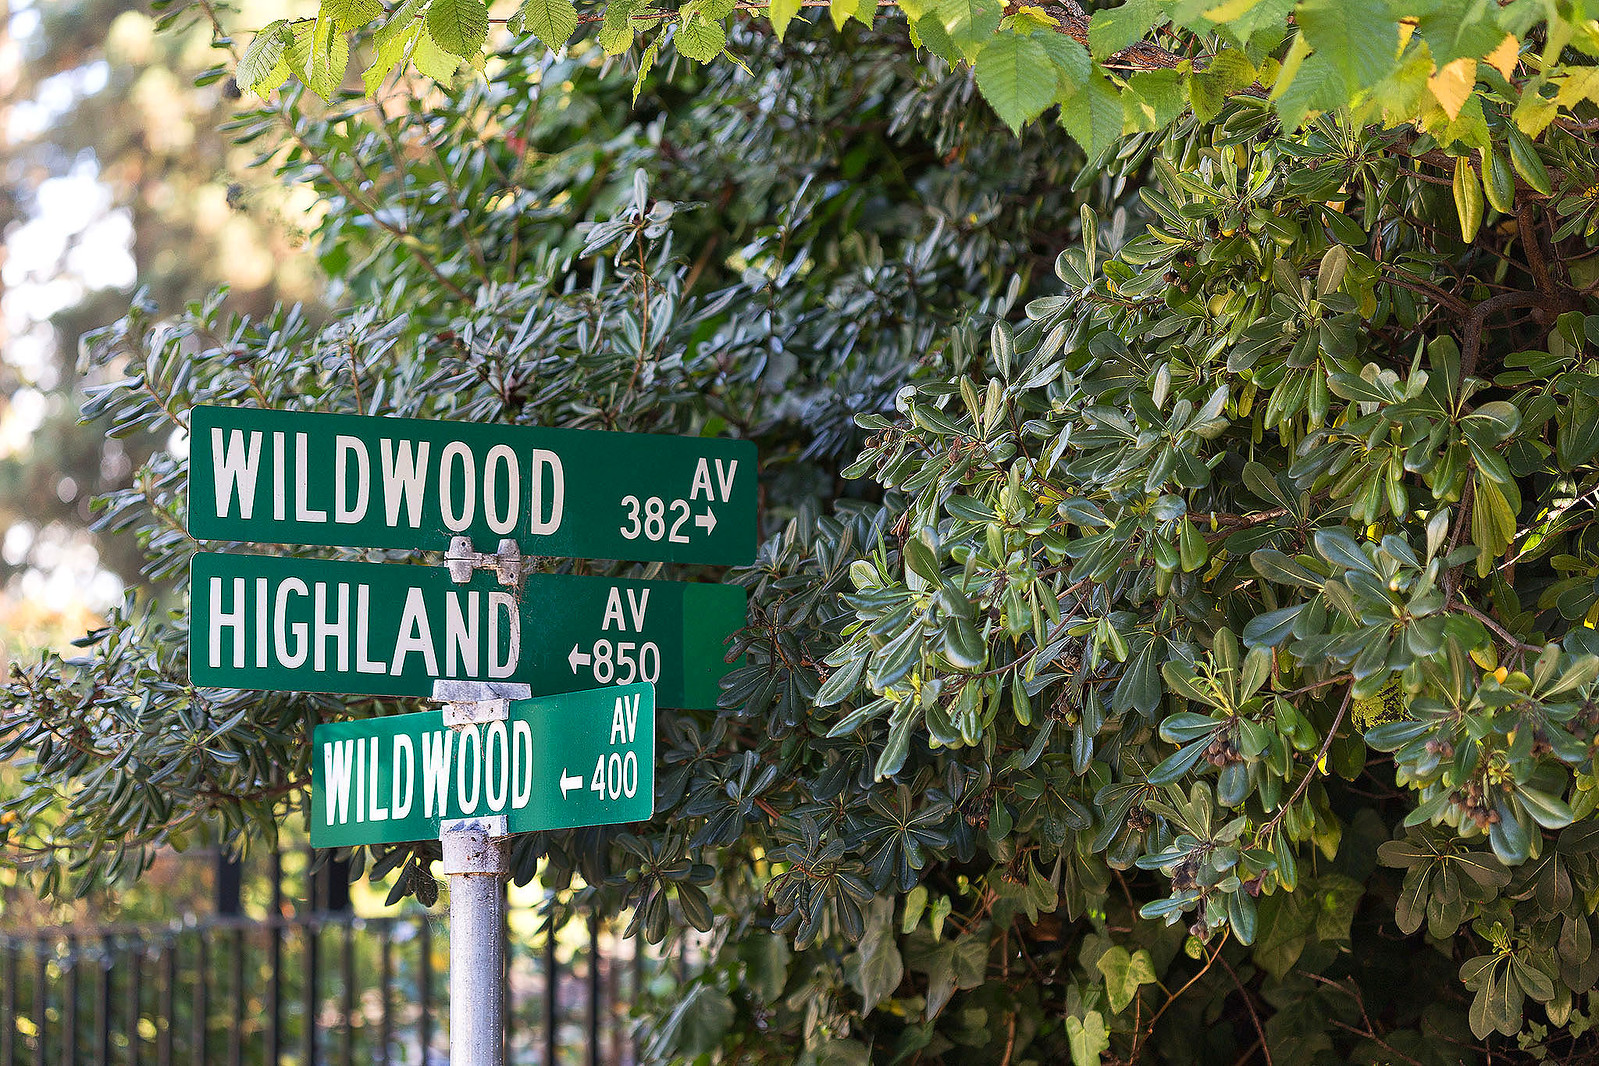 WILDWOOD AV
382→
HIGHLAND AV
←850
WILDWOOD AV
←400